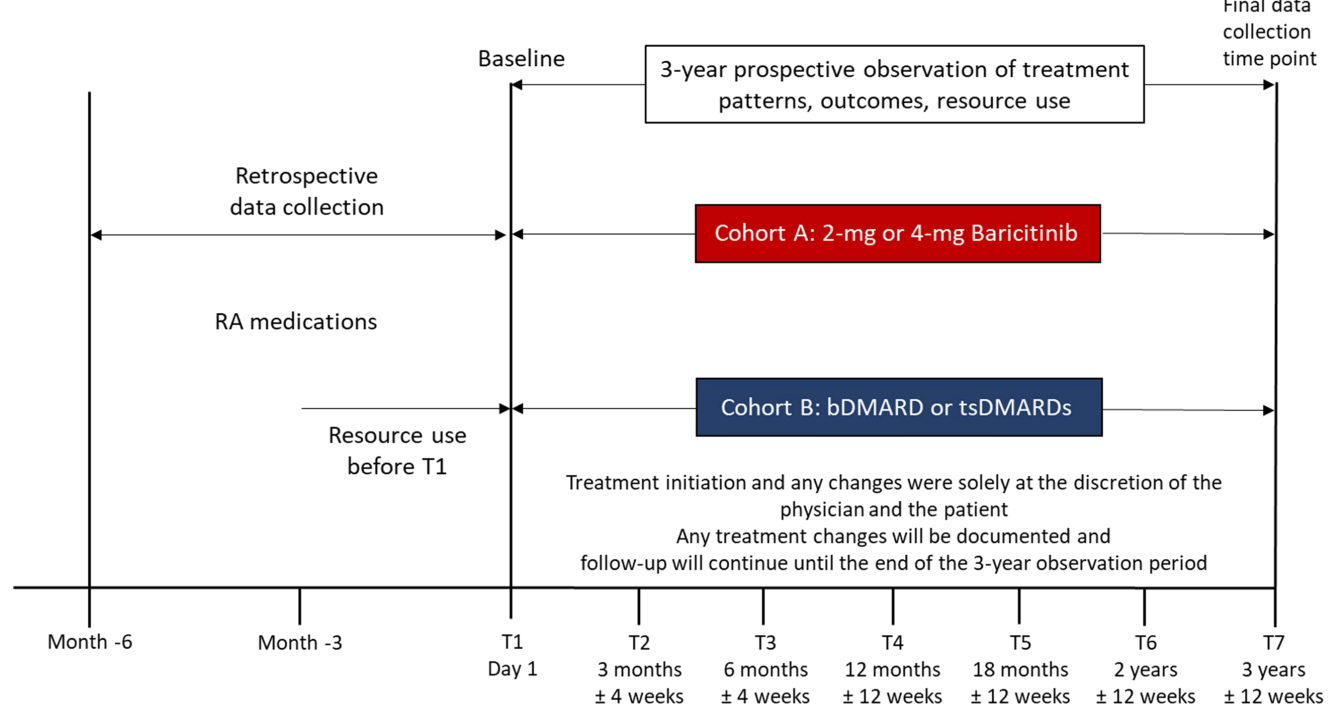 Final data
collection
time point
Baseline
3-year prospective observation of treatment
patterns, outcomes, resource use
Retrospective
data collection
Cohort A: 2-mg or 4-mg Baricitinib
RA medications
Cohort B: bDMARD or tsDMARDs
Resource use
before T1
Treatment initiation and any changes were solely at the discretion of the
physician and the patient
Any treatment changes will be documented and
follow-up will continue until the end of the 3-year observation period
Month -6
Month -3
T1
Day 1
T2
3 months
± 4 weeks
T3
6 months
± 4 weeks
T4
12 months
± 12 weeks
T5
18 months
± 12 weeks
T6
2 years
± 12 weeks
T7
3 years
± 12 weeks